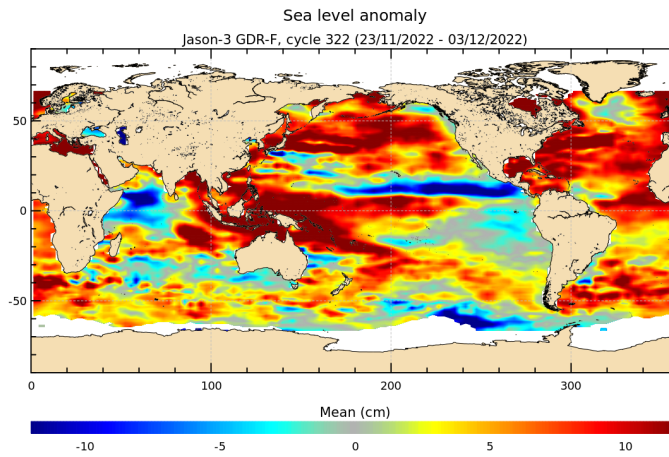 Sea level anomaly
Jason-3 GDR-F, cycle 322 (23/11/2022 - 03/12/2022)
50
0
-50
0 100 200 300
Mean (cm)
-10 -5 0 5 10